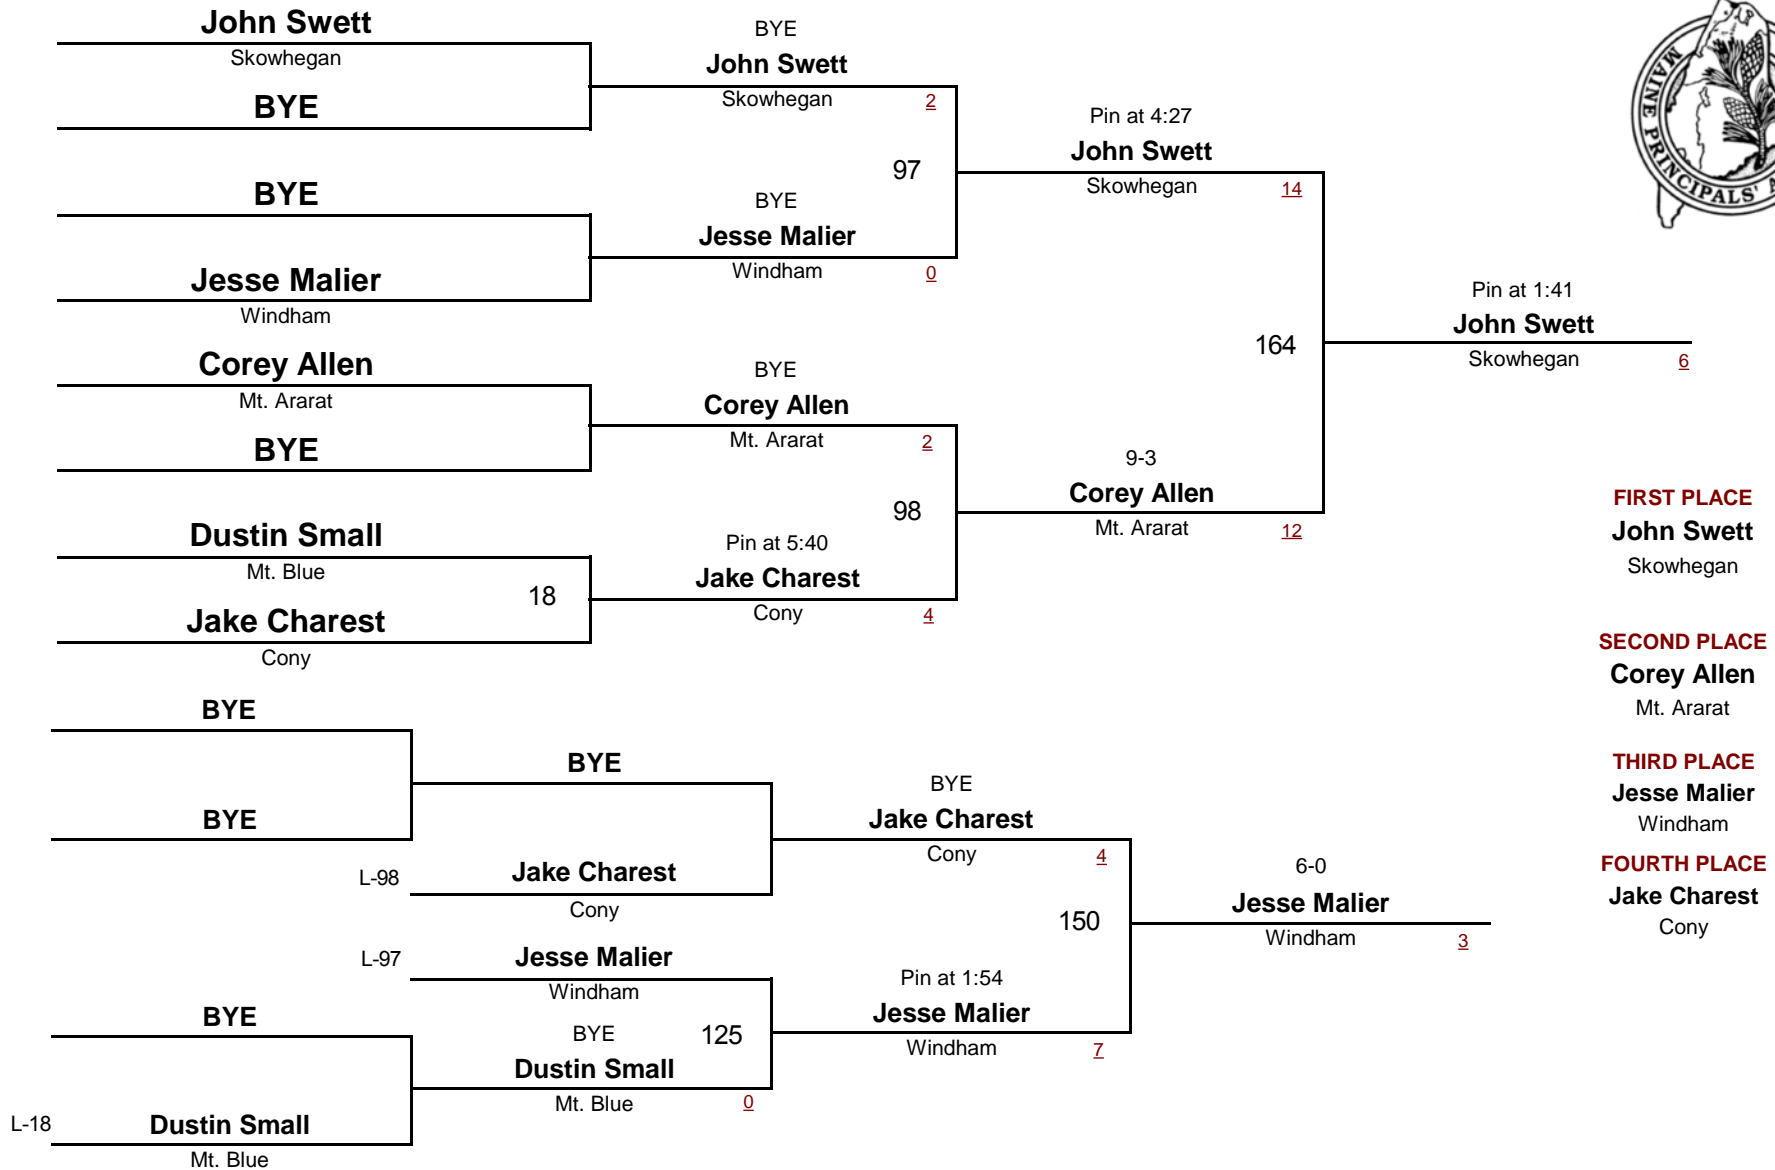 John Swett
Skowhegan
BYE
BYE
Jesse Malier
Windham
Corey Allen
Mt. Ararat
BYE
Dustin Small
Mt. Blue
18
Jake Charest
Cony
BYE
John Swett
Skowhegan 2
97
BYE
Jesse Malier
Windham 0
BYE
Corey Allen
Mt. Ararat 2
98
Pin at 5:40
Jake Charest
Cony 4
Pin at 4:27
John Swett
Skowhegan 14
164
9-3
Corey Allen
Mt. Ararat 12
Pin at 1:41
John Swett
Skowhegan 6
MAINE PRINCIPALS' A
FIRST PLACE
John Swett
Skowhegan
SECOND PLACE
Corey Allen
Mt. Ararat
THIRD PLACE
Jesse Malier
Windham
FOURTH PLACE
Jake Charest
Cony
BYE
BYE
BYE
L-98 Jake Charest
Cony
L-97 Jesse Malier
Windham
BYE
BYE 125
Dustin Small
Mt. Blue 0
L-18 Dustin Small
Mt. Blue
BYE
Jake Charest
Cony 4
150
Pin at 1:54
Jesse Malier
Windham 7
6-0
Jesse Malier
Windham 3